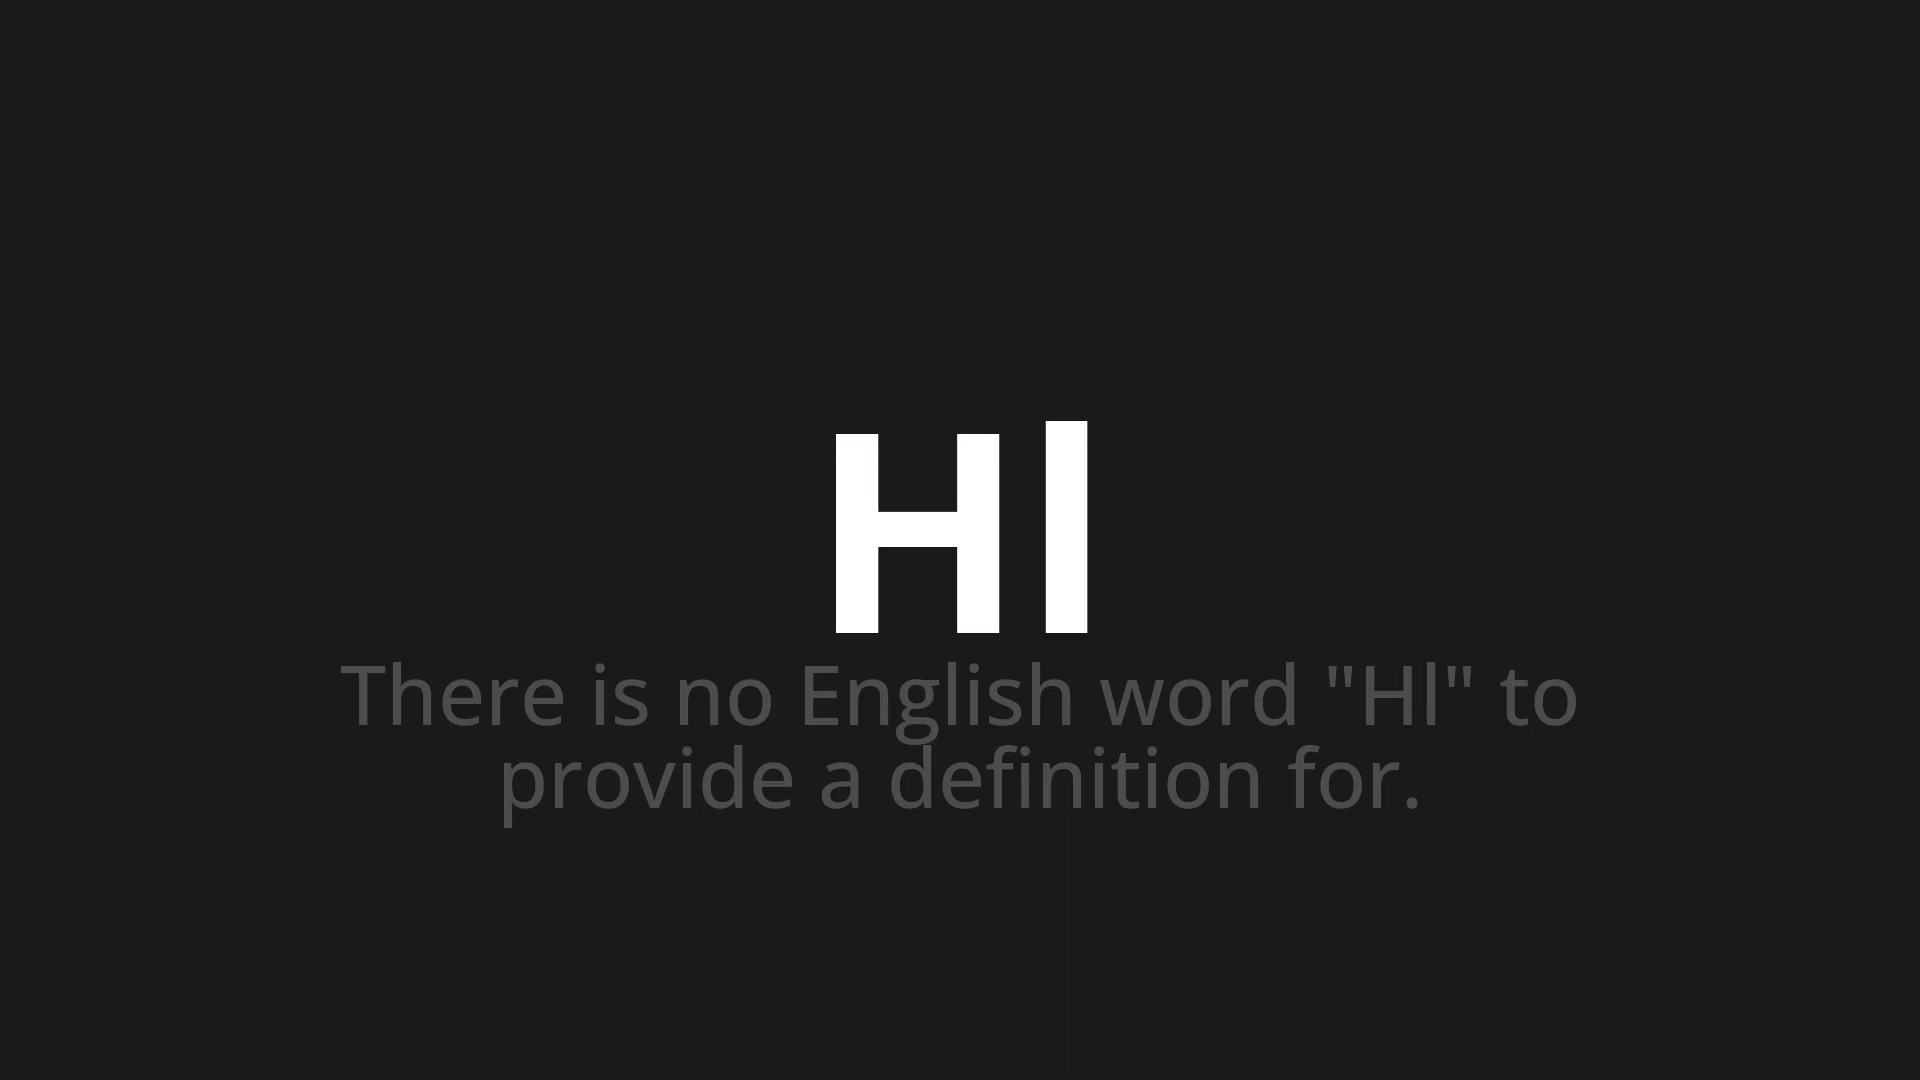 Hl
There is no English word "Hl" to
provide a definition for.